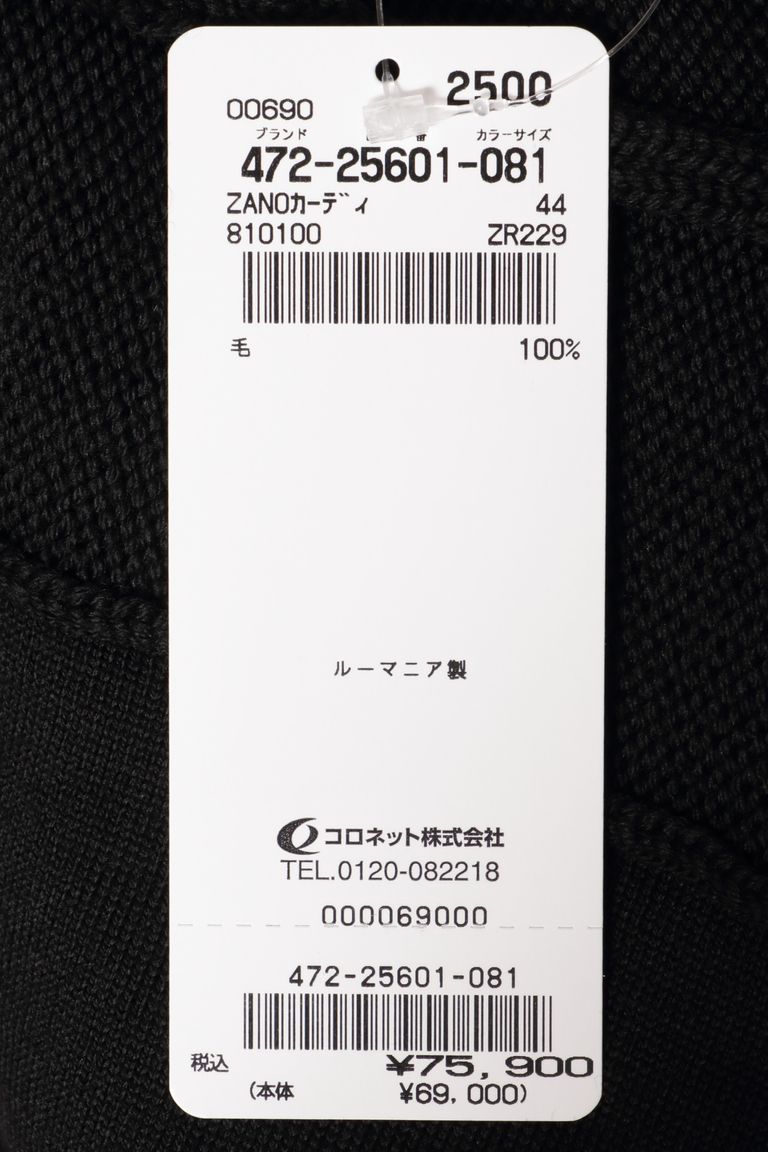 2500
00690
ブランド 番 カラーサイズ
472-25601-081
ZANOカーディ 44
810100 ZR229
毛 100%
ルーマニア製
コロネット株式会社
TEL.0120-082218
000069000
472-25601-081
税込 ¥75,900
(本体 ¥69,000)